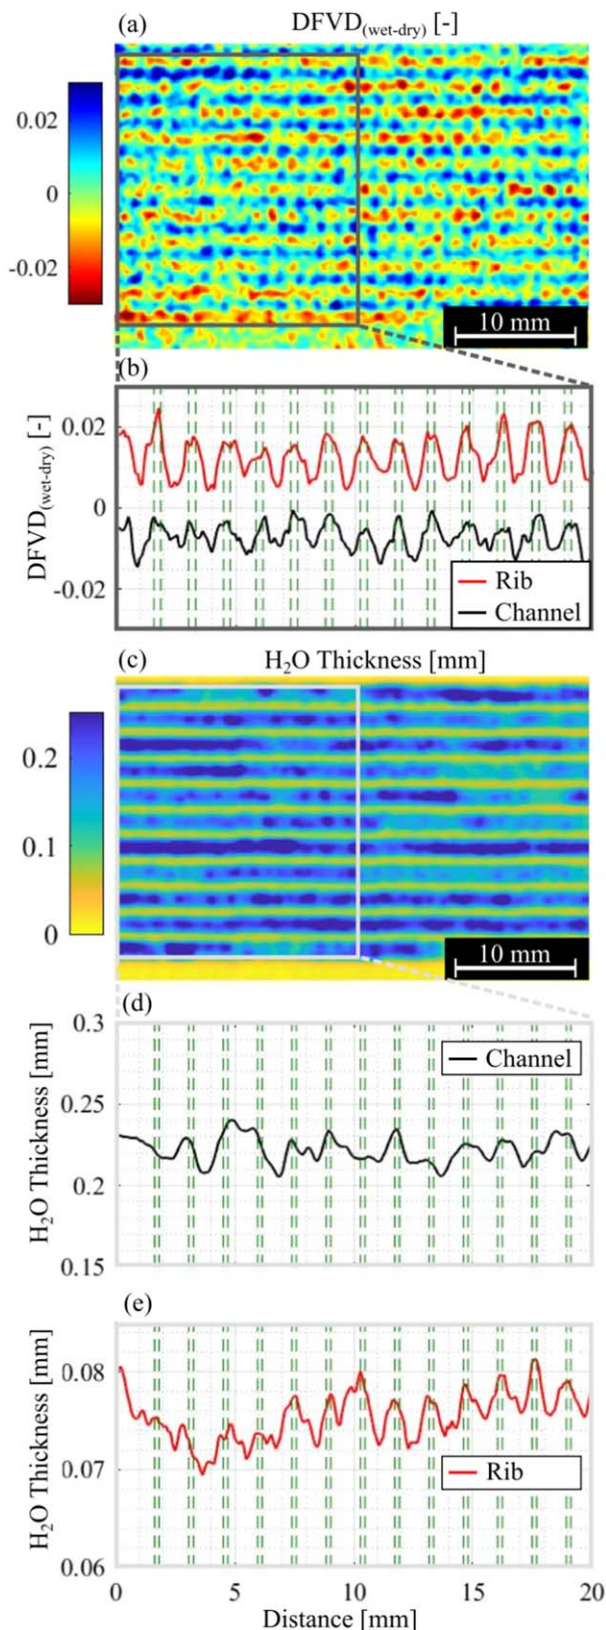 (a) DFVD(wet-dry) [-]
0.02
0
-0.02
10 mm
(b)
DFVD(wet-dry) [-]
0.02
0
-0.02
Rib
Channel
(c) H2O Thickness [mm]
0.2
0.1
0
10 mm
(d)
H2O Thickness [mm]
0.3
0.25
0.2
0.15
Channel
(e)
H2O Thickness [mm]
0.08
0.07
0.06
Rib
0 5 10 15 20
Distance [mm]